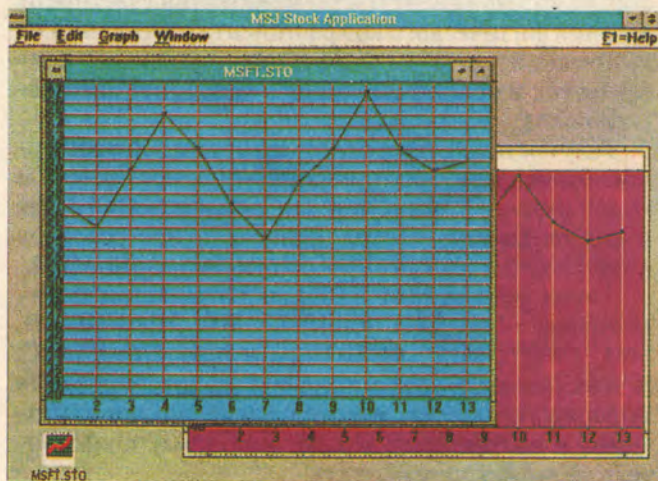 MSJ Stock Application
File Edit Graph Window F1=Help
MSFT.STO
2 3 4 5 6 7 8 9 10 11 12 13
2 3 4 5 6 7 8 9 10 11 12 13
MSFT.STO